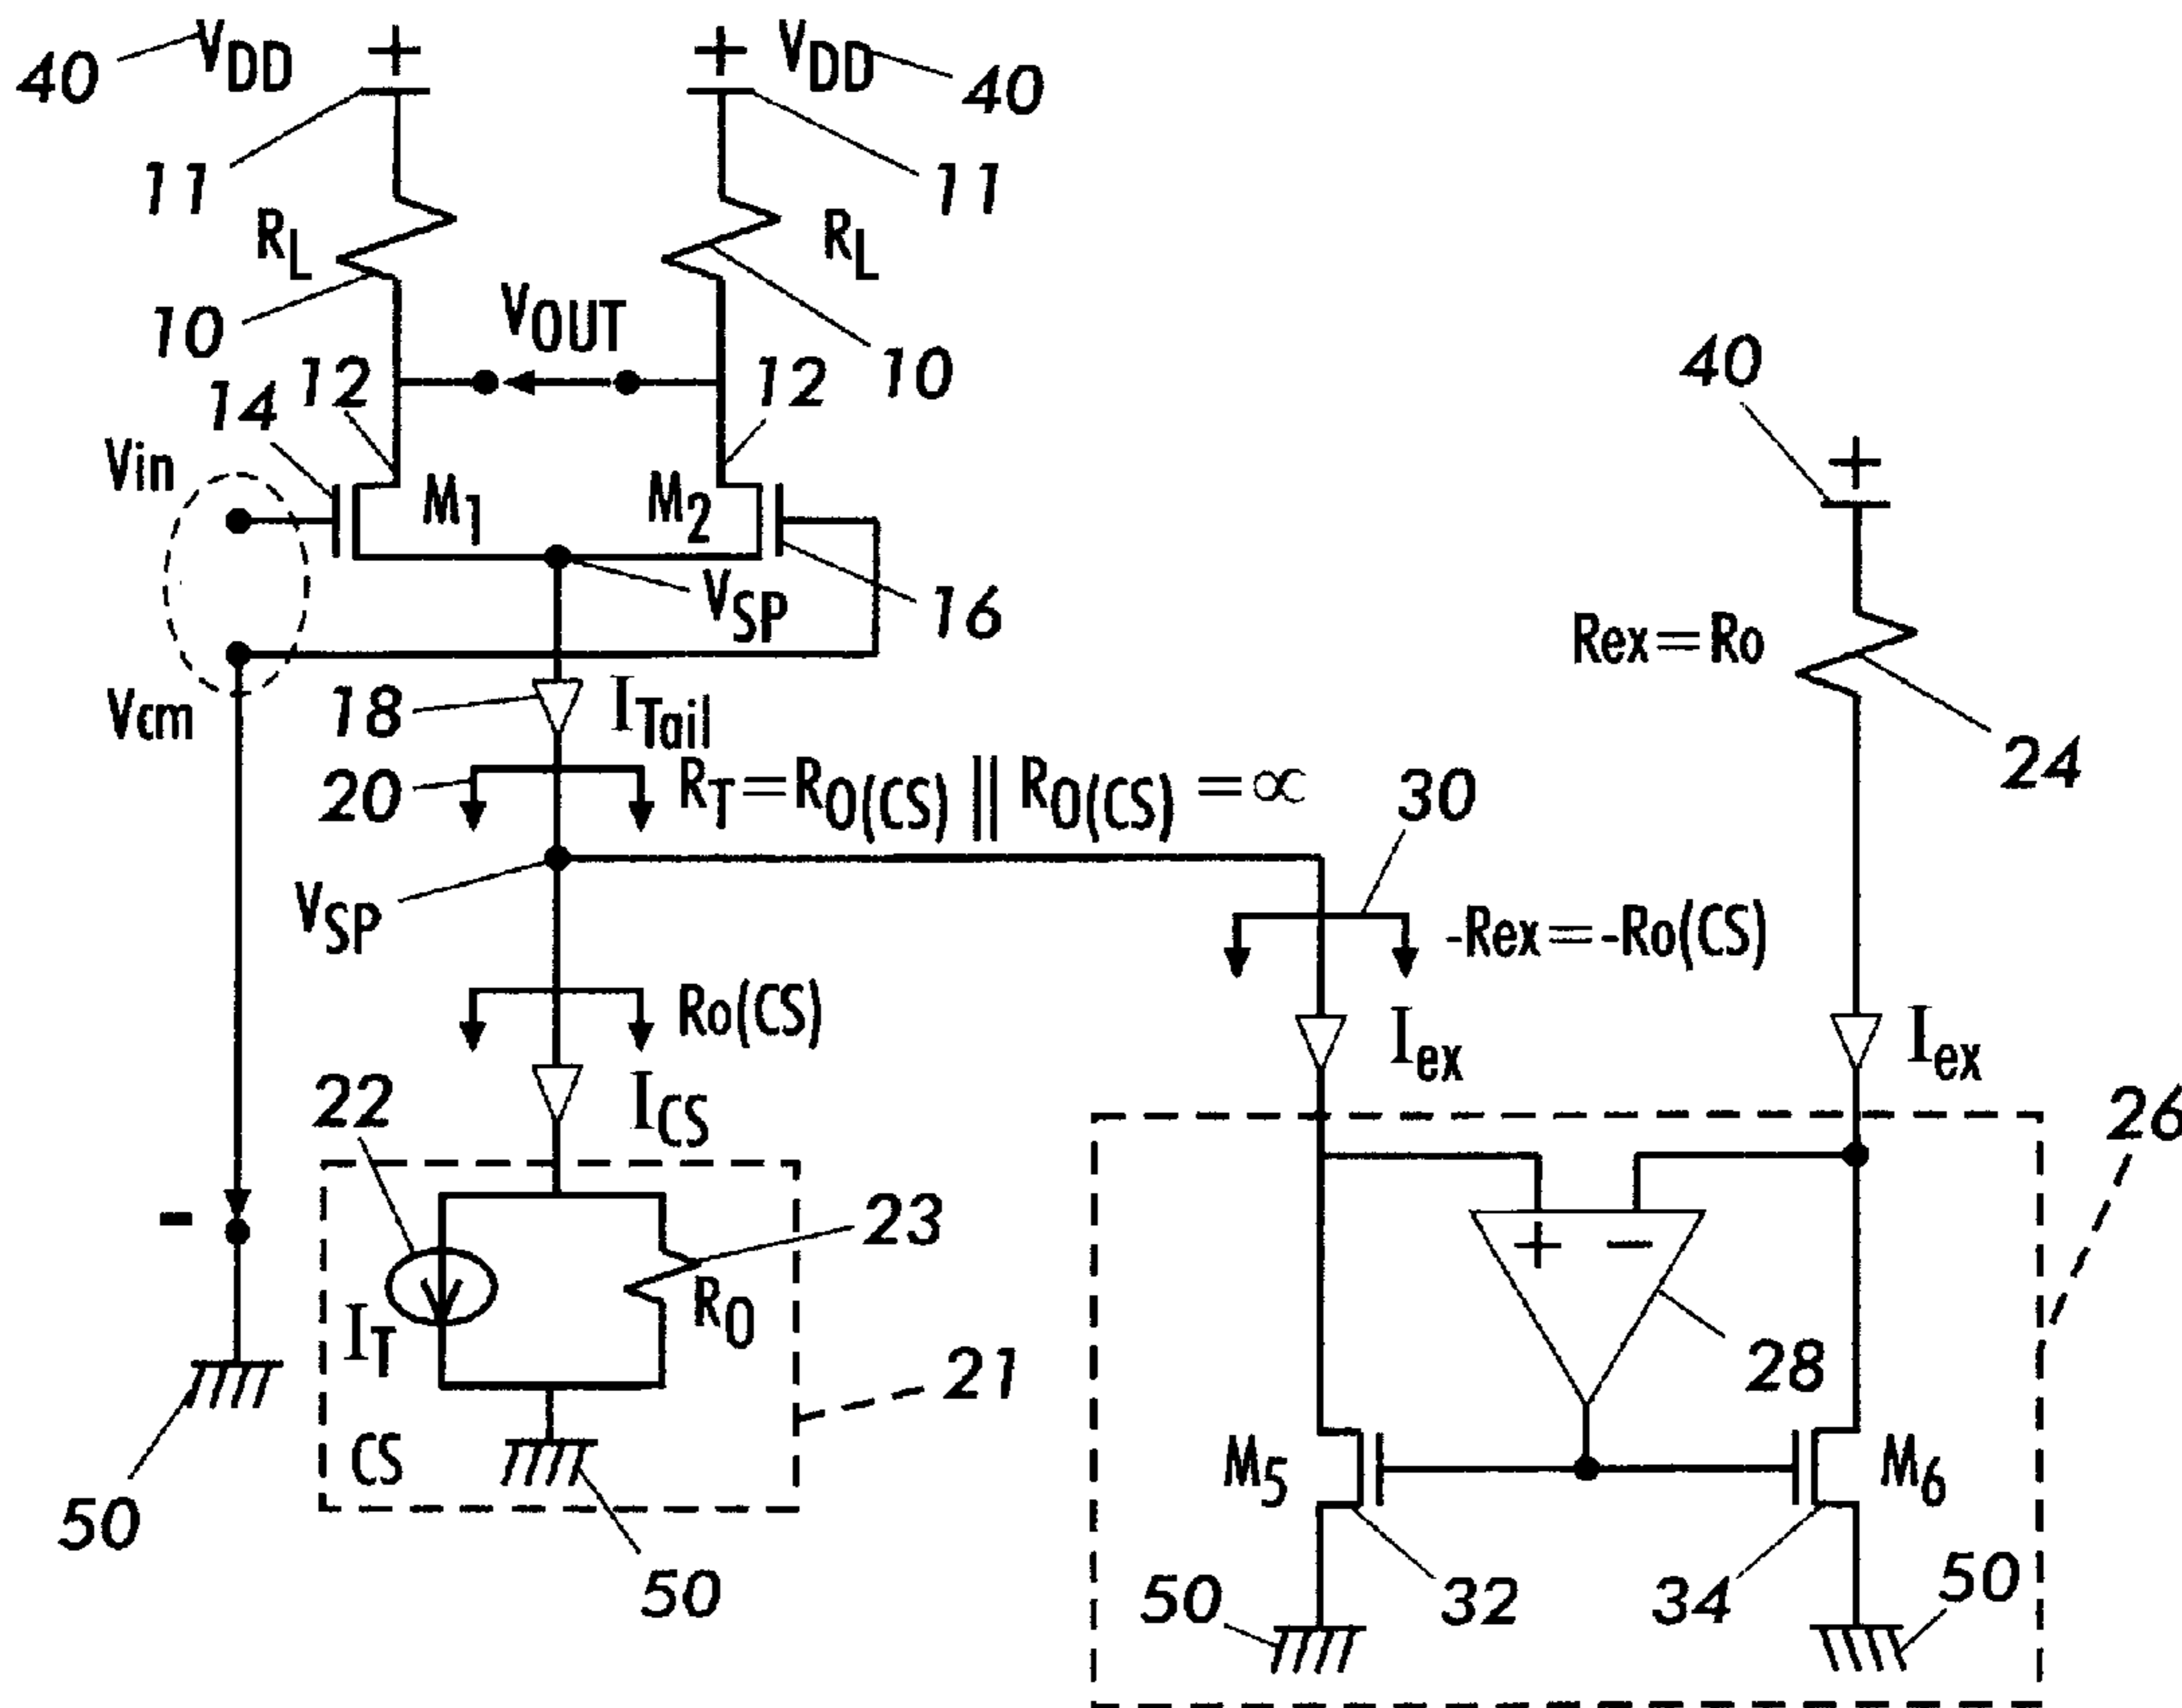 40 VDD + + VDD 40
11 11
RL RL
10 VOUT 10
14 12 12 40
Vin M1 M2 +
VSP 16 Rex=Ro
Vcm 18 ITail 24
20 RT=RO(CS) || RO(CS) =∝ 30
VSP -Rex=-Ro(CS)
Ro(CS) Iex Iex
22 ICS 26
- 23
+ -
IT RO
21 28
CS M5 M6
50 50 50 32 34 50